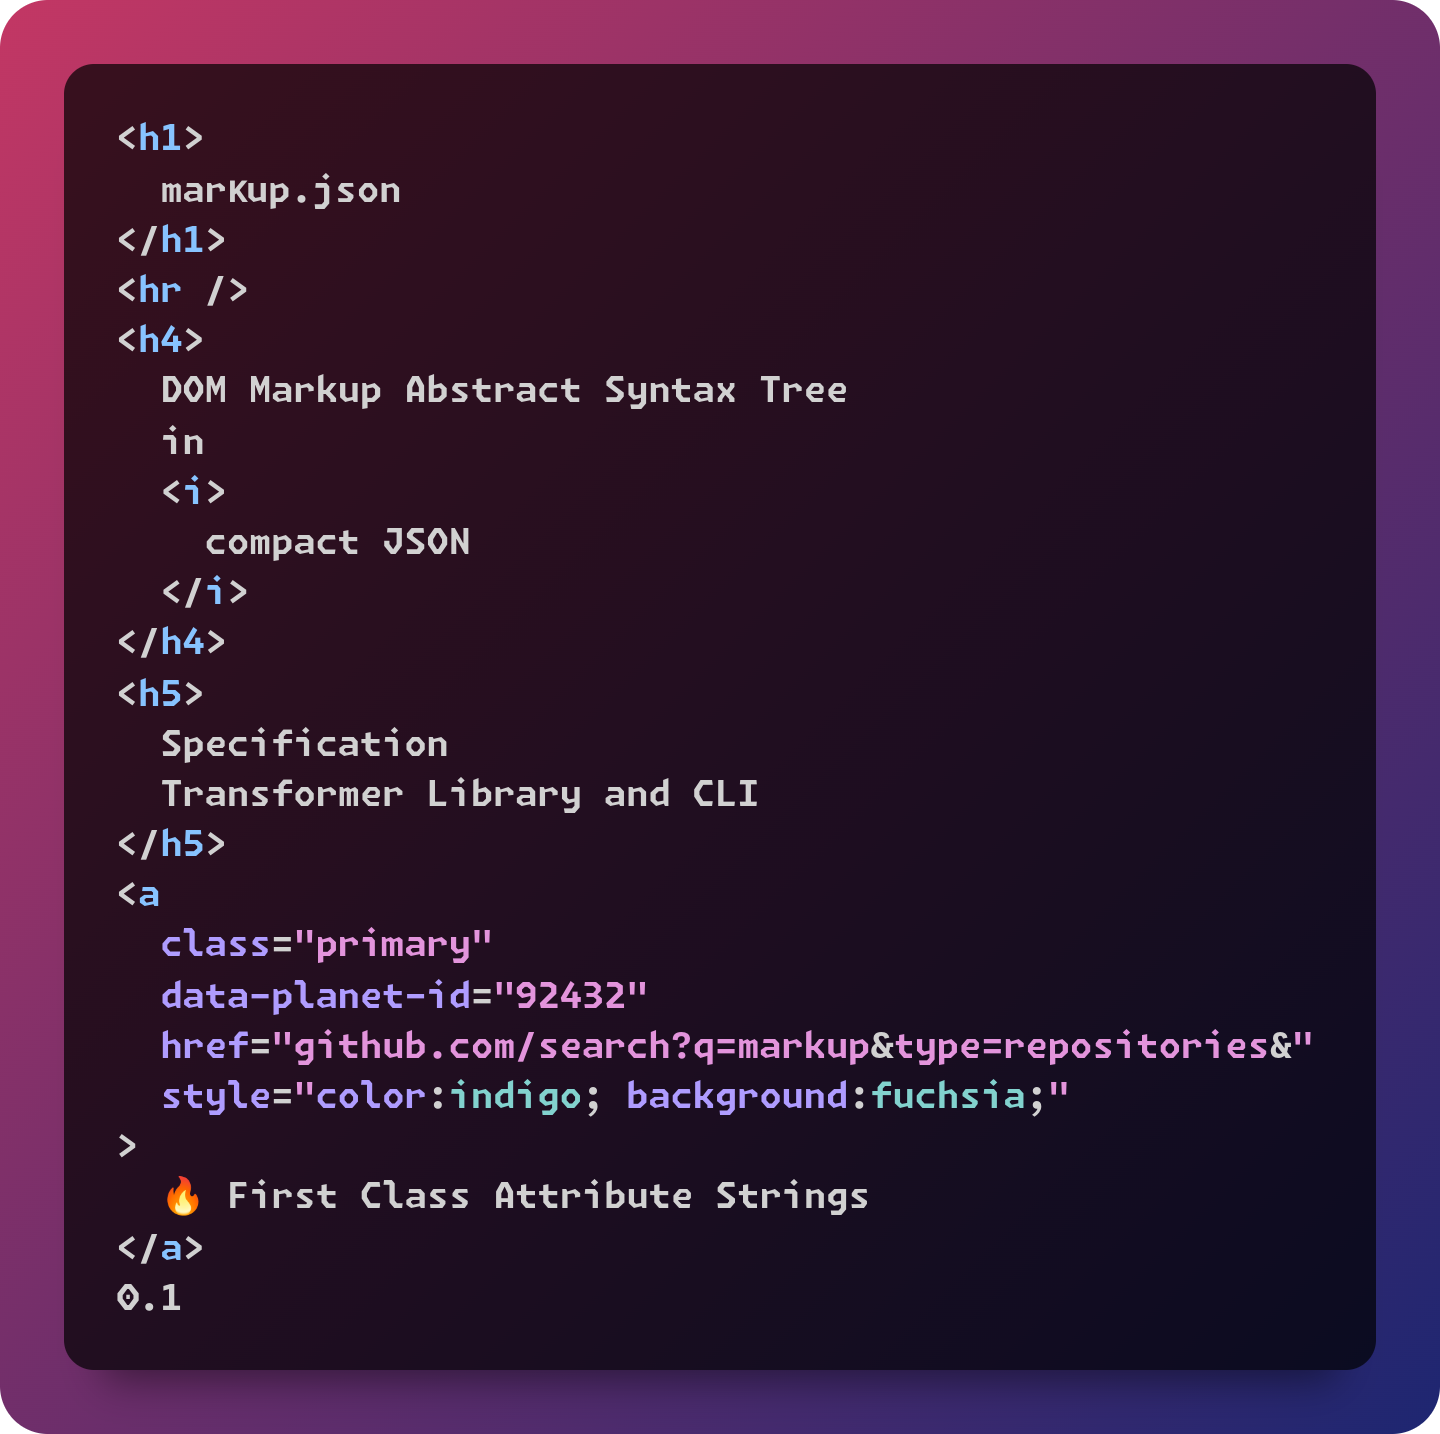 <h1>
  marKup.json
</h1>
<hr />
<h4>
  DOM Markup Abstract Syntax Tree
  in
  <i>
    compact JSON
  </i>
</h4>
<h5>
  Specification
  Transformer Library and CLI
</h5>
<a
  class="primary"
  data-planet-id="92432"
  href="github.com/search?q=markup&type=repositories&"
  style="color:indigo; background:fuchsia;"
>
  🔥 First Class Attribute Strings
</a>
0.1